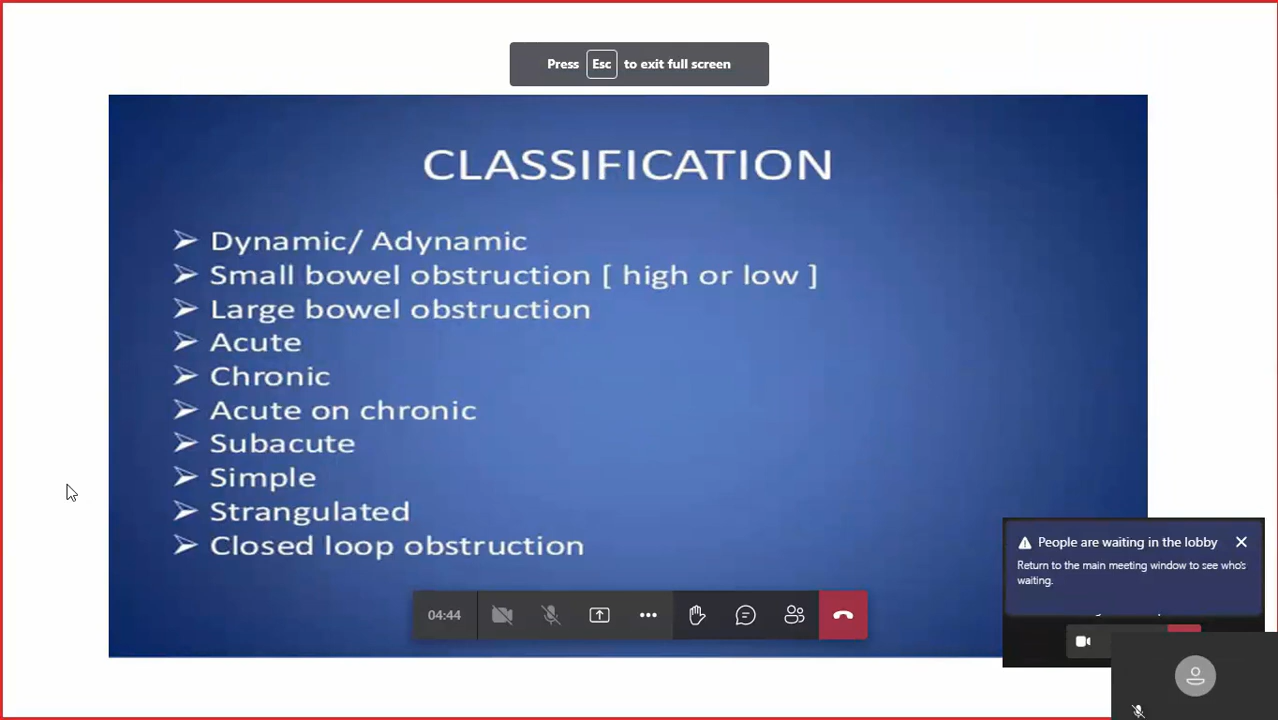 Press Esc to exit full screen
CLASSIFICATION
Dynamic/ Adynamic
Small bowel obstruction [ high or low ]
Large bowel obstruction
Acute
Chronic
Acute on chronic
Subacute
Simple
Strangulated
Closed loop obstruction
People are waiting in the lobby
Return to the main meeting window to see who's
waiting.
04:44